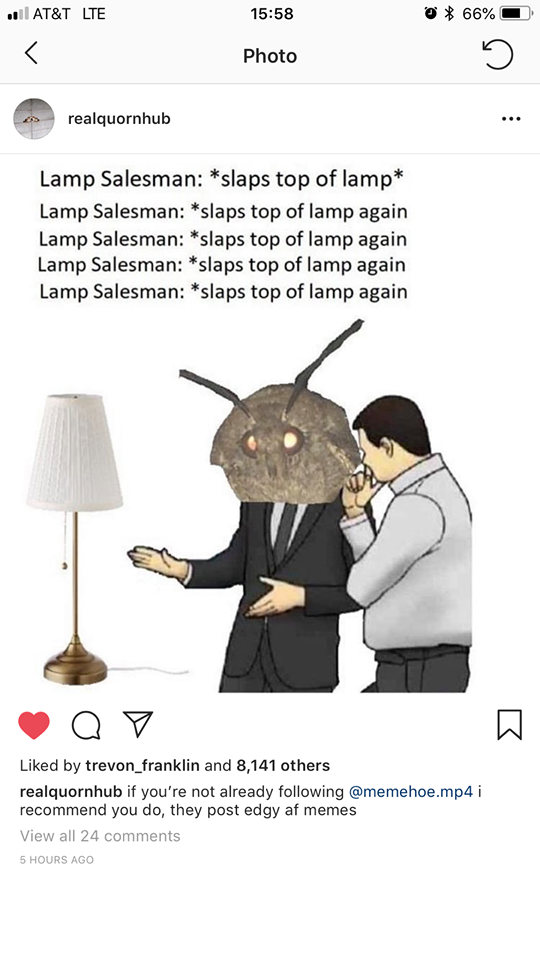 AT&T LTE 15:58 66%
Photo
realquornhub
Lamp Salesman: *slaps top of lamp*
Lamp Salesman: *slaps top of lamp again
Lamp Salesman: *slaps top of lamp again
Lamp Salesman: *slaps top of lamp again
Lamp Salesman: *slaps top of lamp again
Liked by trevon_franklin and 8,141 others
realquornhub if you're not already following @memehoe.mp4 i
recommend you do, they post edgy af memes
View all 24 comments
5 HOURS AGO